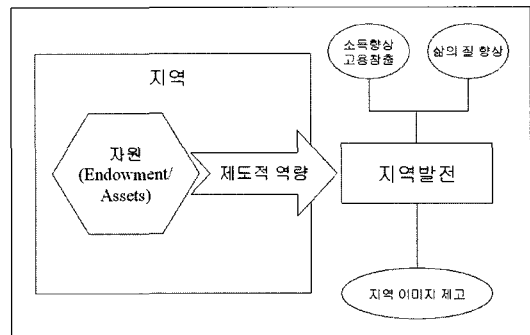 지역
자원
(Endowment/
Assets)
제도적 역량
소득향상
고용창출
삶의 질 향상
지역발전
지역 이미지 제고